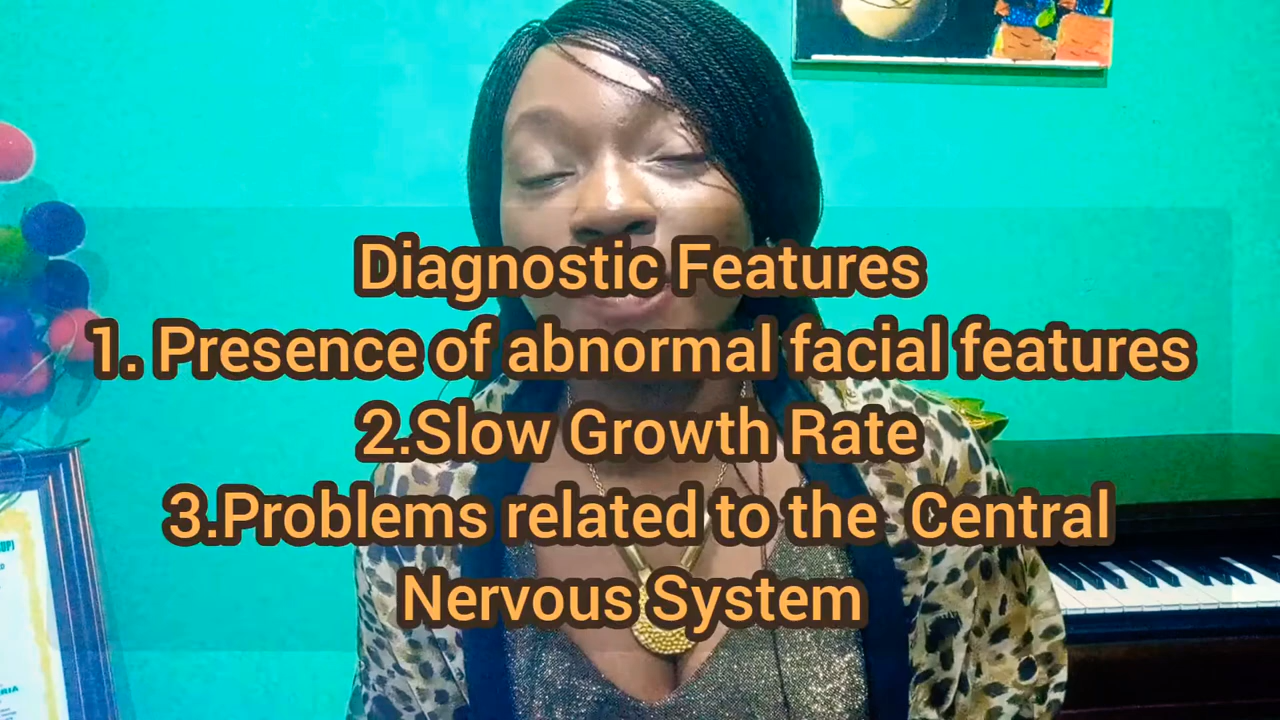 Diagnostic Features
1. Presence of abnormal facial features
2.Slow Growth Rate
3.Problems related to the Central
Nervous System